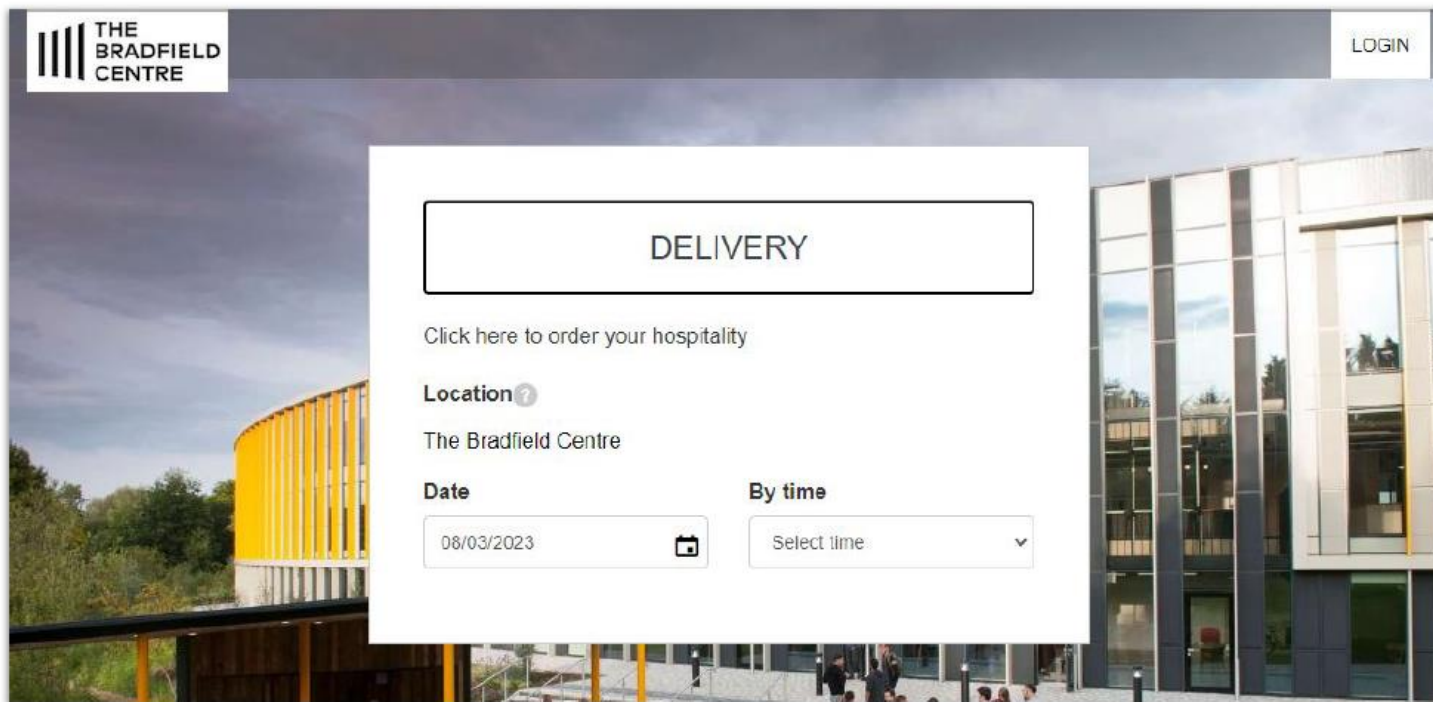 THE
BRADFIELD
CENTRE
LOGIN
DELIVERY
Click here to order your hospitality
Location?
The Bradfield Centre
Date
By time
08/03/2023
Select time